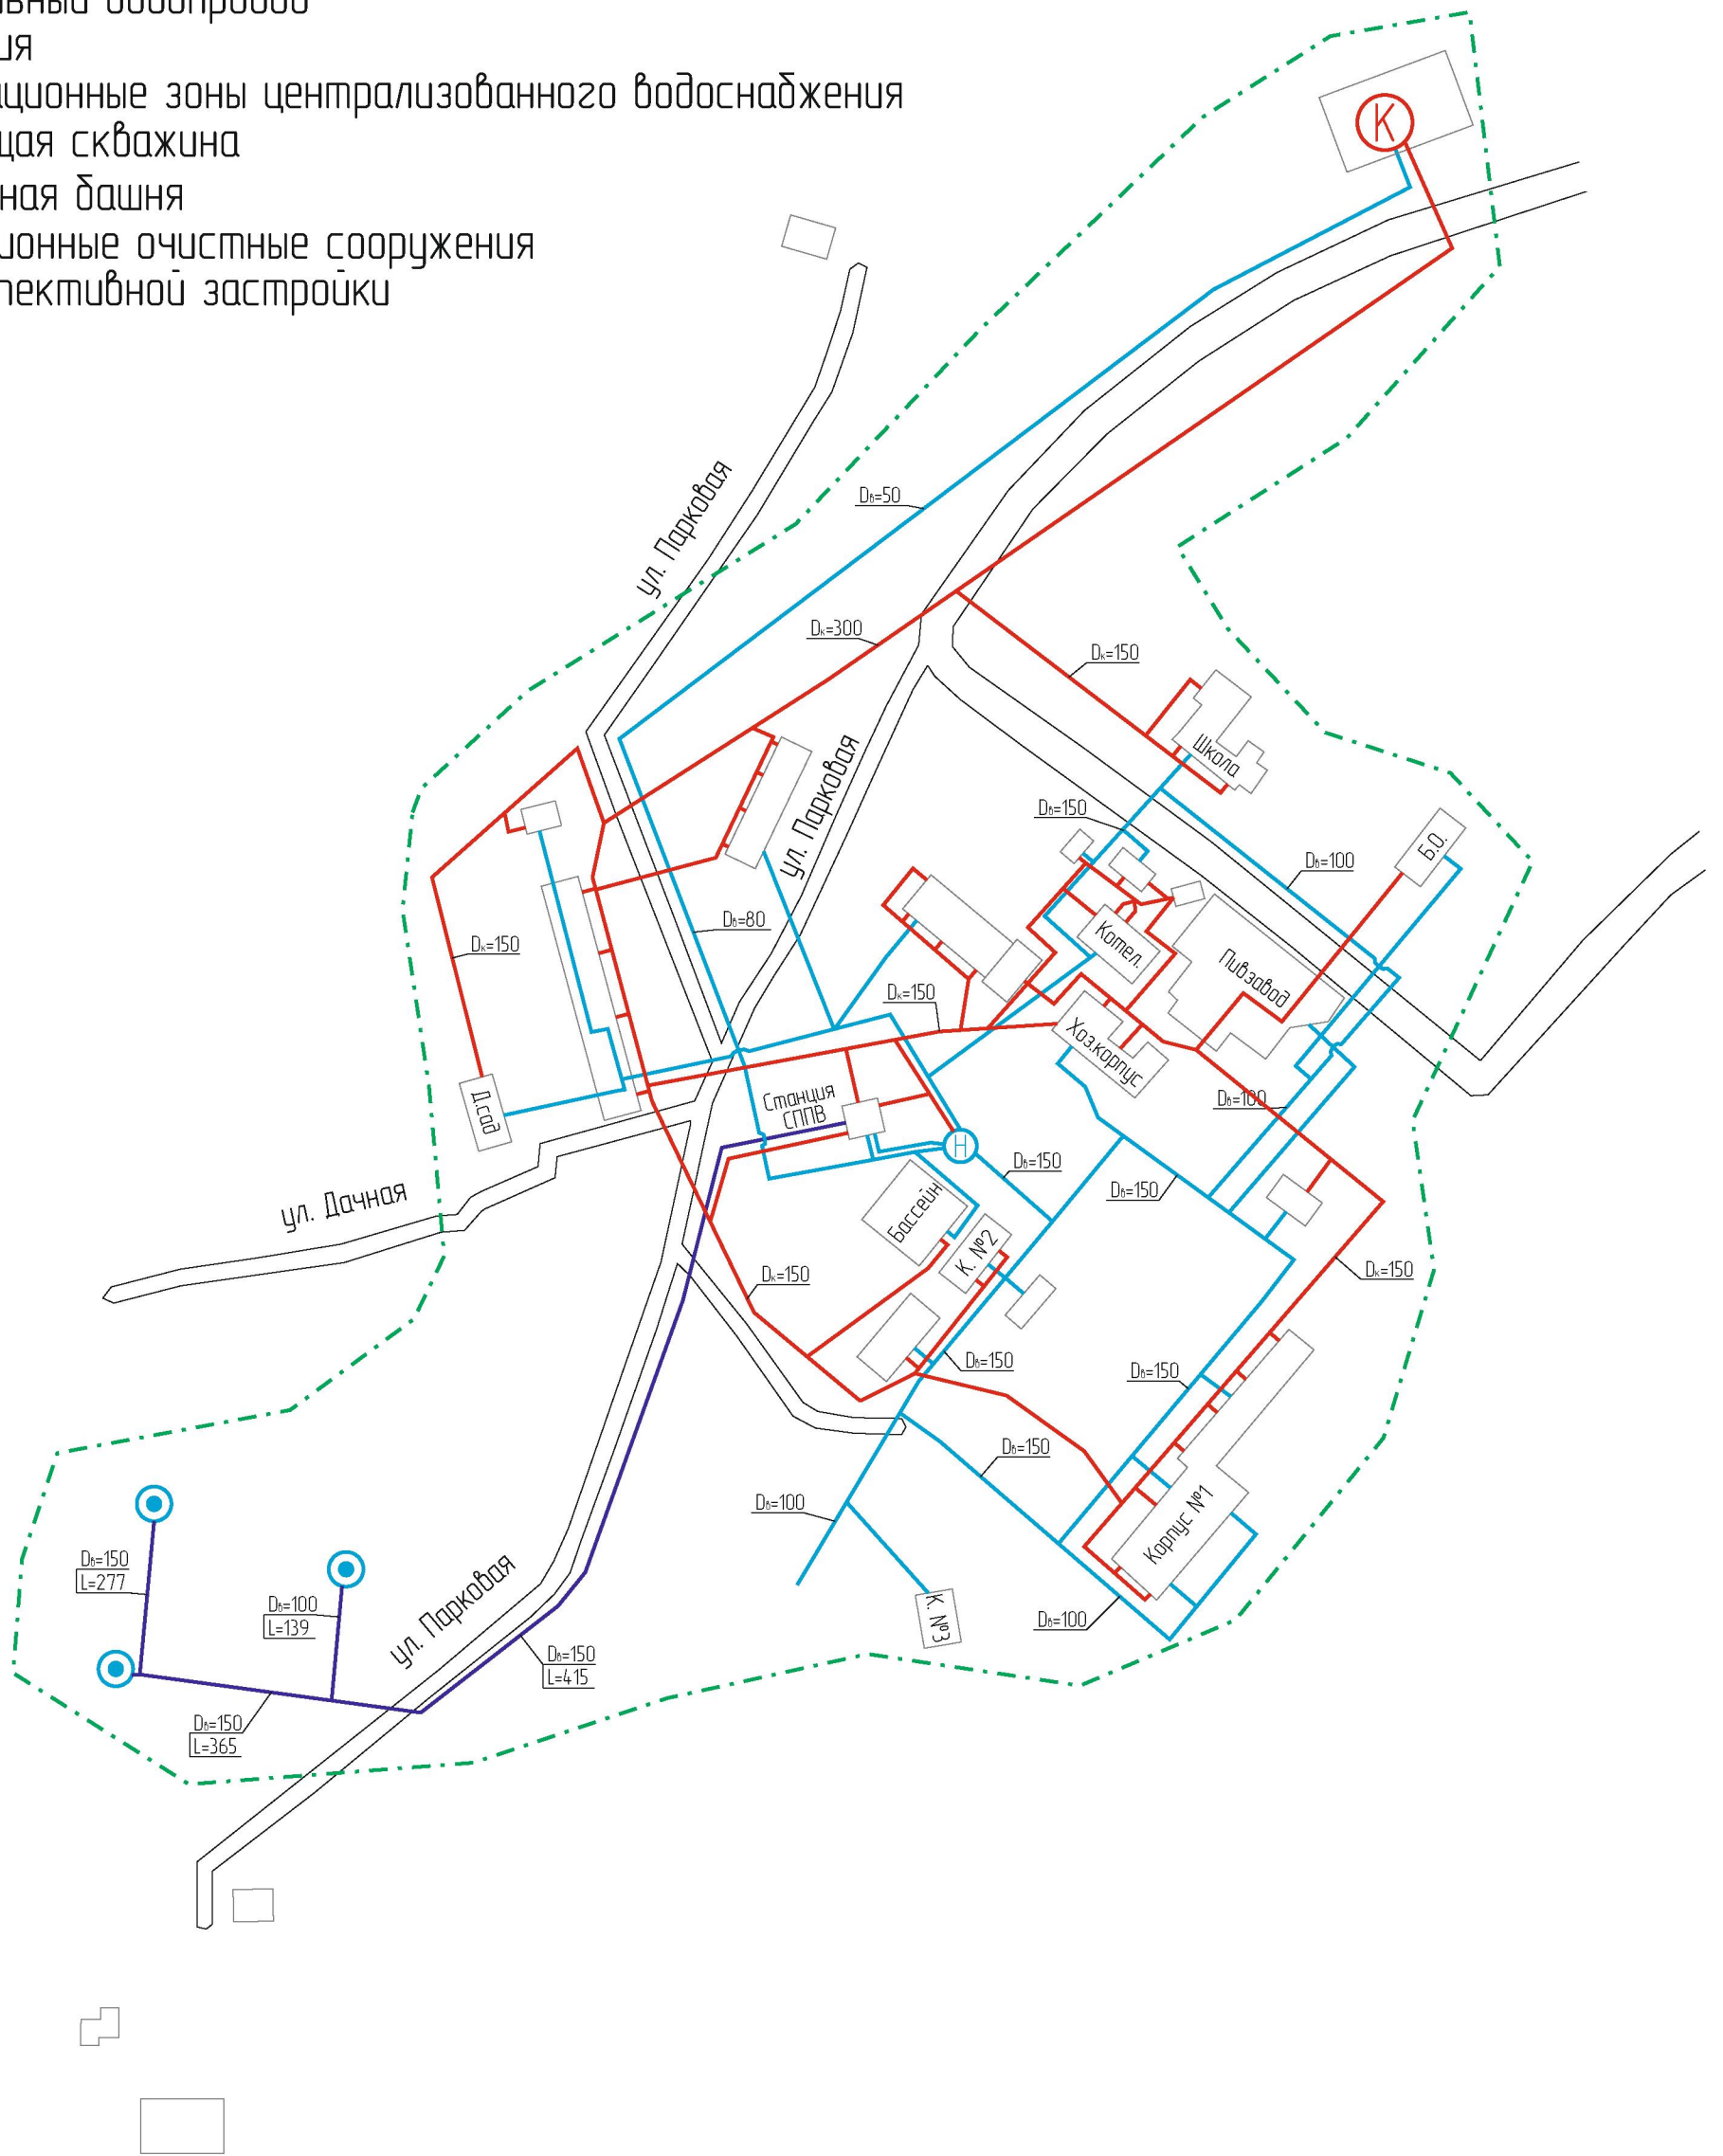 ия
ционные зоны централизованного водоснабжения
щая скважина
ная башня
ионные очистные сооружения
пективной застройки
К
ул. Парковая
Dв=50
Dк=300
Dк=150
Школа
ул. Парковая
Dв=150
Б.О.
Dв=100
Dв=80
Dк=150
Котел.
Пивзавод
Dк=150
Хоз.корпус
Д.сад
Станция
СППВ
Dв=100
Н
Dв=150
Dв=150
ул. Дачная
Бассейн
К. №2
Dк=150
Dк=150
Dв=150
Dв=150
Dв=150
Dв=100
Корпус №1
Dв=150
L=277
Dв=100
L=139
ул. Парковая
К. №3
Dв=100
Dв=150
L=415
Dв=150
L=365